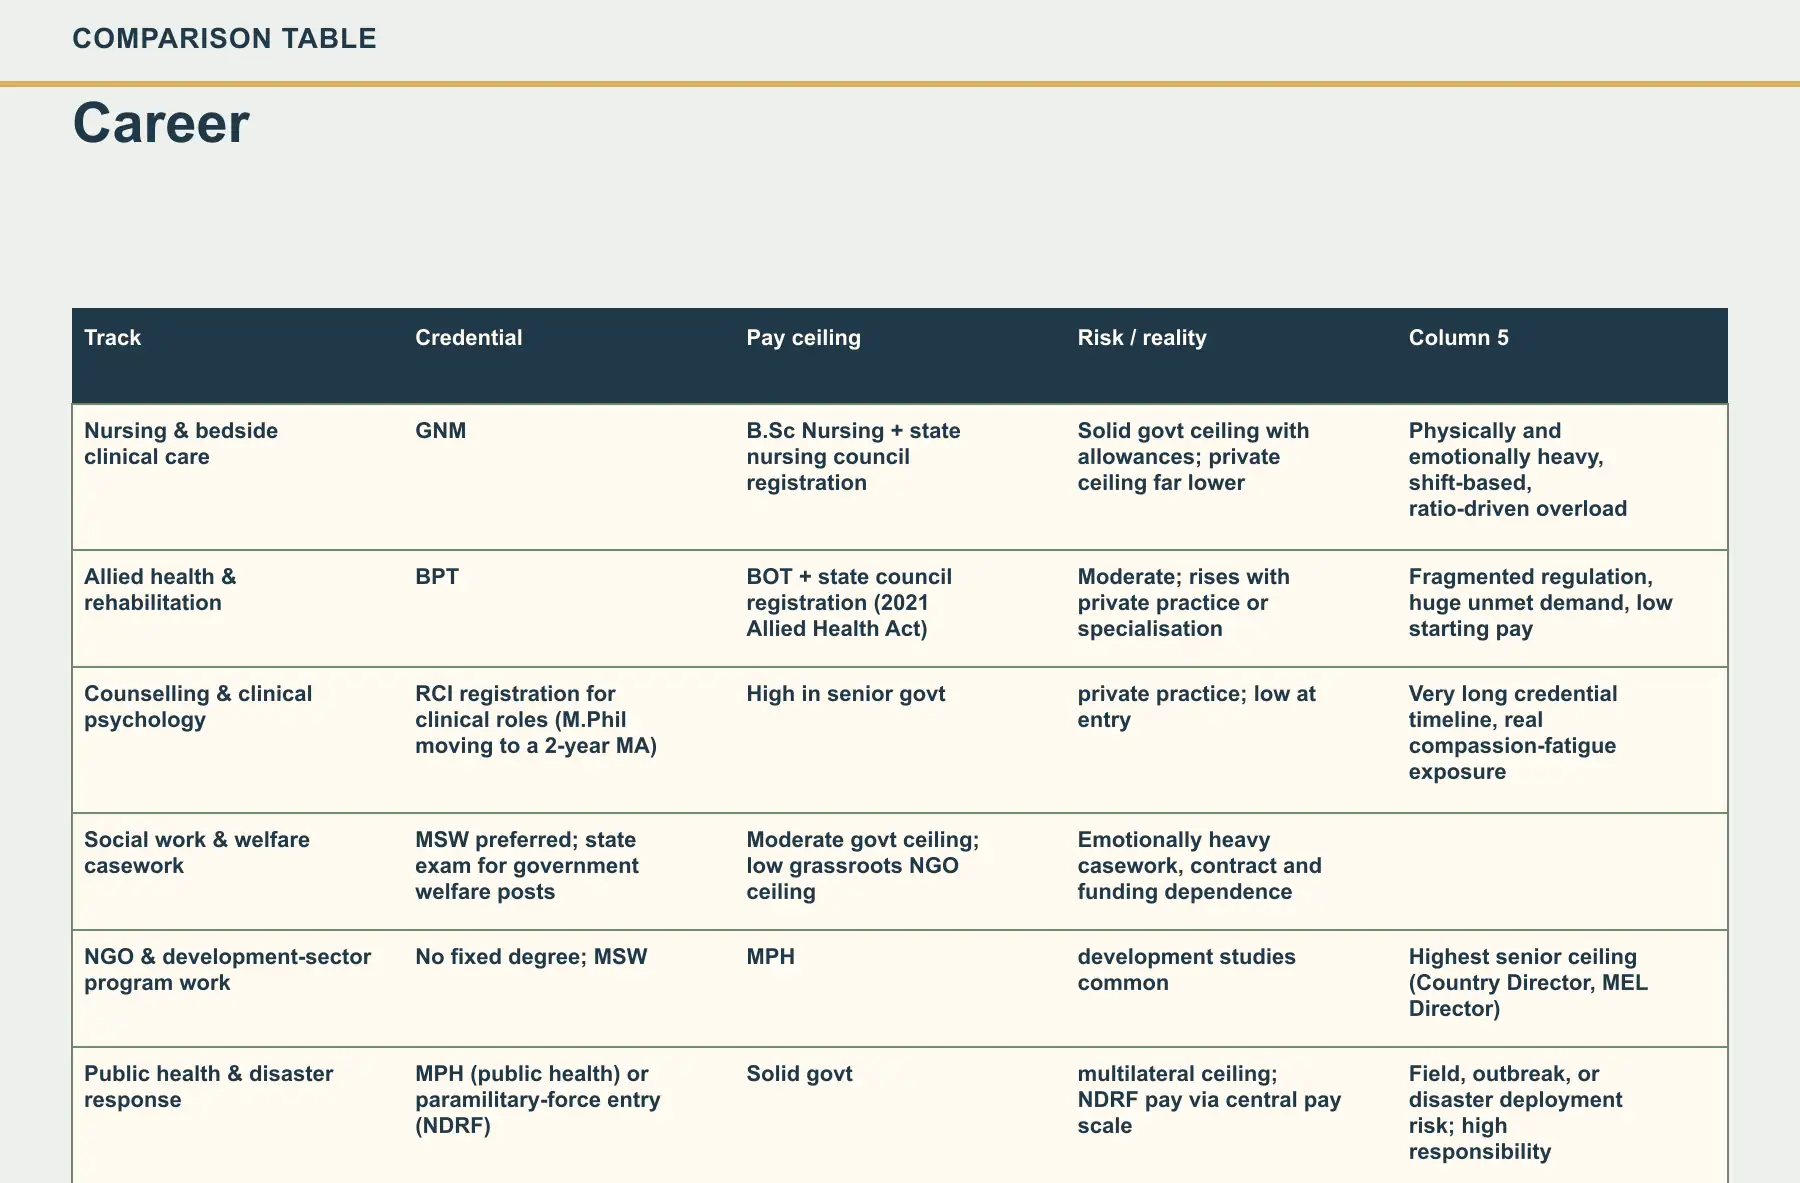 COMPARISON TABLE
Career
Track
Credential
Pay ceiling
Risk / reality
Column 5
Nursing & bedside
clinical care
GNM
B.Sc Nursing + state
nursing council
registration
Solid govt ceiling with
allowances; private
ceiling far lower
Physically and
emotionally heavy,
shift-based,
ratio-driven overload
Allied health &
rehabilitation
BPT
BOT + state council
registration (2021
Allied Health Act)
Moderate; rises with
private practice or
specialisation
Fragmented regulation,
huge unmet demand, low
starting pay
Counselling & clinical
psychology
RCI registration for
clinical roles (M.Phil
moving to a 2-year MA)
High in senior govt
private practice; low at
entry
Very long credential
timeline, real
compassion-fatigue
exposure
Social work & welfare
casework
MSW preferred; state
exam for government
welfare posts
Moderate govt ceiling;
low grassroots NGO
ceiling
Emotionally heavy
casework, contract and
funding dependence
NGO & development-sector
program work
No fixed degree; MSW
MPH
development studies
common
Highest senior ceiling
(Country Director, MEL
Director)
Public health & disaster
response
MPH (public health) or
paramilitary-force entry
(NDRF)
Solid govt
multilateral ceiling;
NDRF pay via central pay
scale
Field, outbreak, or
disaster deployment
risk; high
responsibility